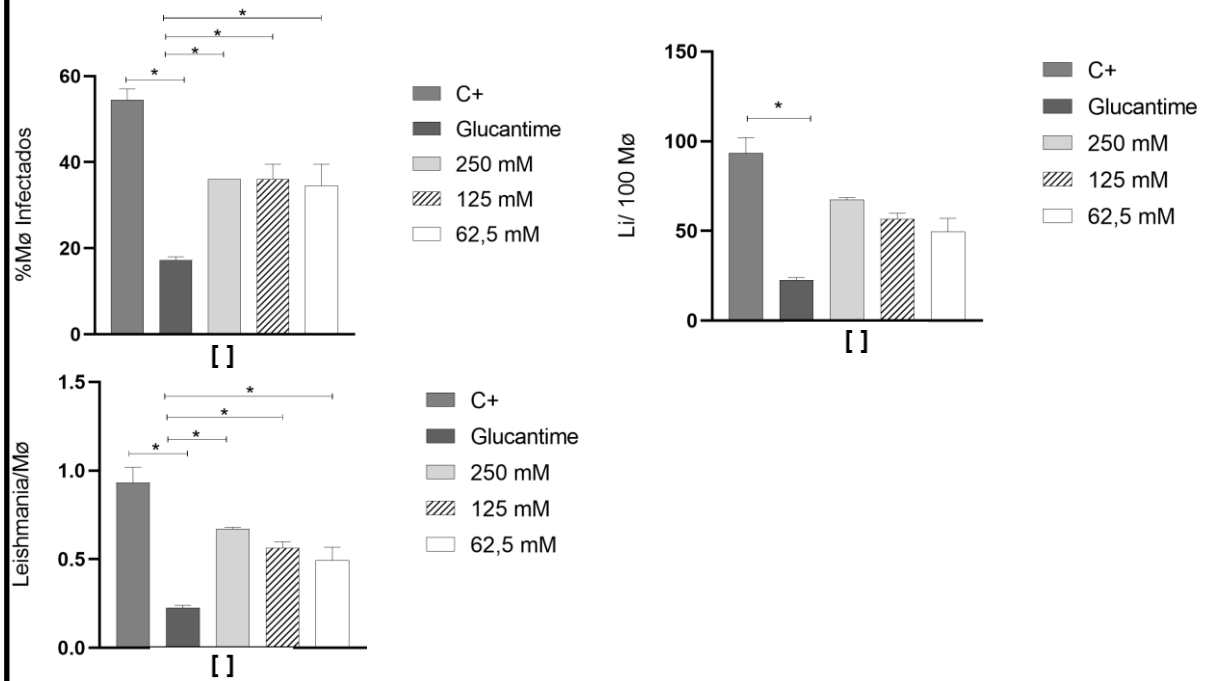 %Mø Infectados
60
40
20
0
*
*
*
*
[ ]
C+
Glucantime
250 mM
125 mM
62,5 mM
Li/ 100 Mø
150
100
50
0
*
[ ]
C+
Glucantime
250 mM
125 mM
62,5 mM
Leishmania/Mø
1.5
1.0
0.5
0.0
*
*
*
*
[ ]
C+
Glucantime
250 mM
125 mM
62,5 mM